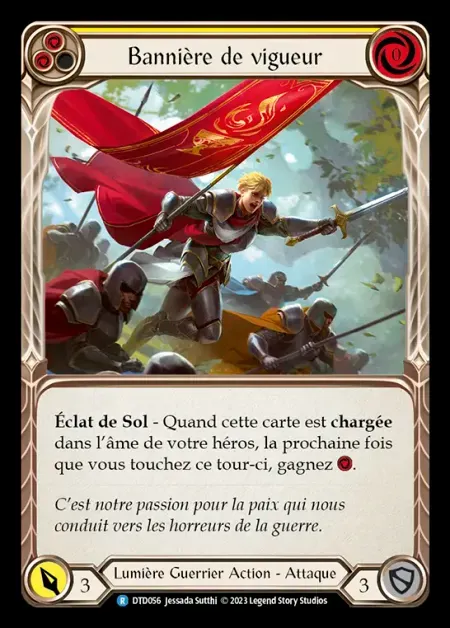 Bannière de vigueur
0
Éclat de Sol - Quand cette carte est chargée
dans l'âme de votre héros, la prochaine fois
que vous touchez ce tour-ci, gagnez
C'est notre passion pour la paix qui nous
conduit vers les horreurs de la guerre.
3
Lumière Guerrier Action - Attaque
3
R DTD056 Jessada Sutthi © 2023 Legend Story Studios